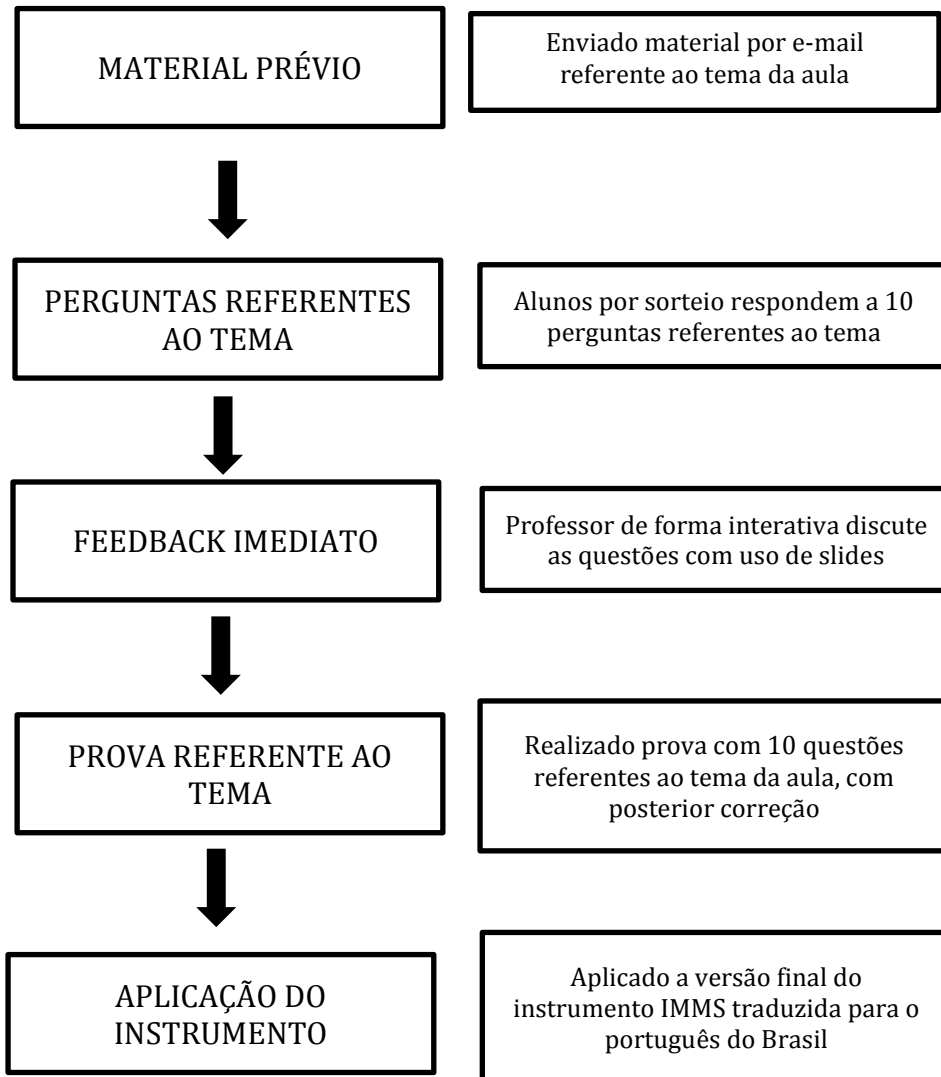 MATERIAL PRÉVIO
Enviado material por e-mail
referente ao tema da aula
PERGUNTAS REFERENTES
AO TEMA
Alunos por sorteio respondem a 10
perguntas referentes ao tema
FEEDBACK IMEDIATO
Professor de forma interativa discute
as questões com uso de slides
PROVA REFERENTE AO
TEMA
Realizado prova com 10 questões
referentes ao tema da aula, com
posterior correção
APLICAÇÃO DO
INSTRUMENTO
Aplicado a versão final do
instrumento IMMS traduzida para o
português do Brasil